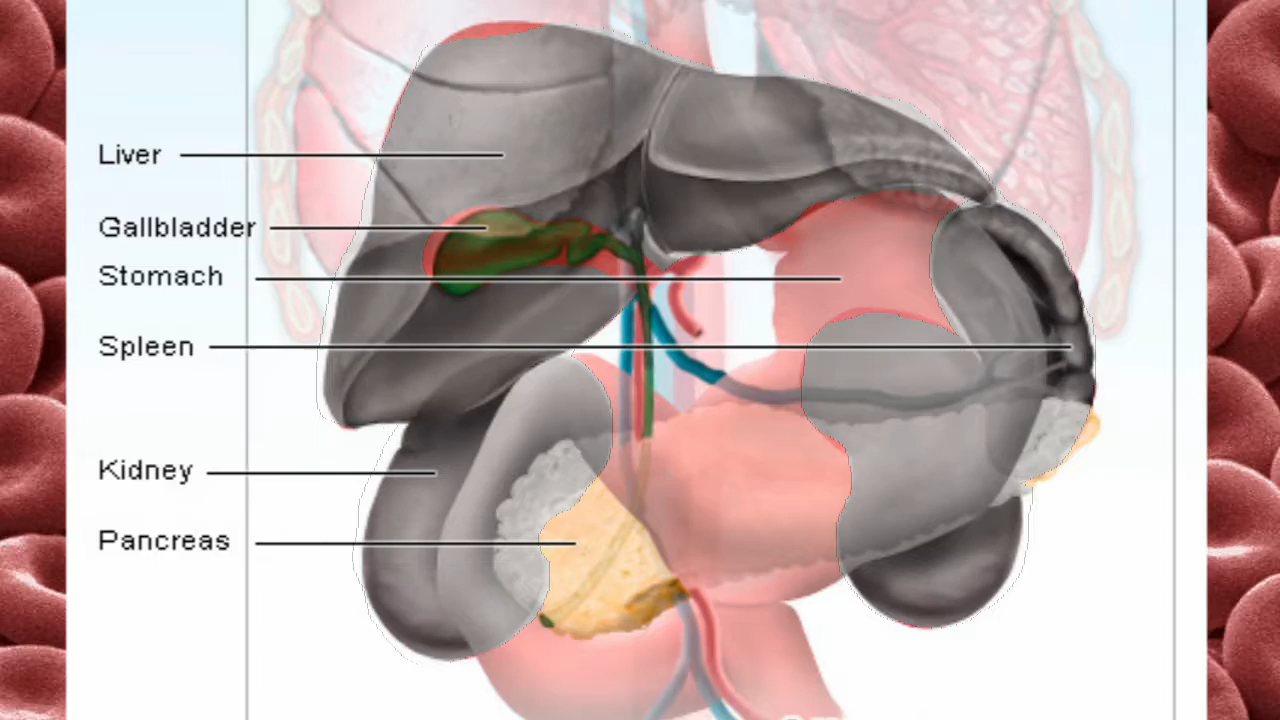 Liver
Gallbladder
Stomach
Spleen
Kidney
Pancreas